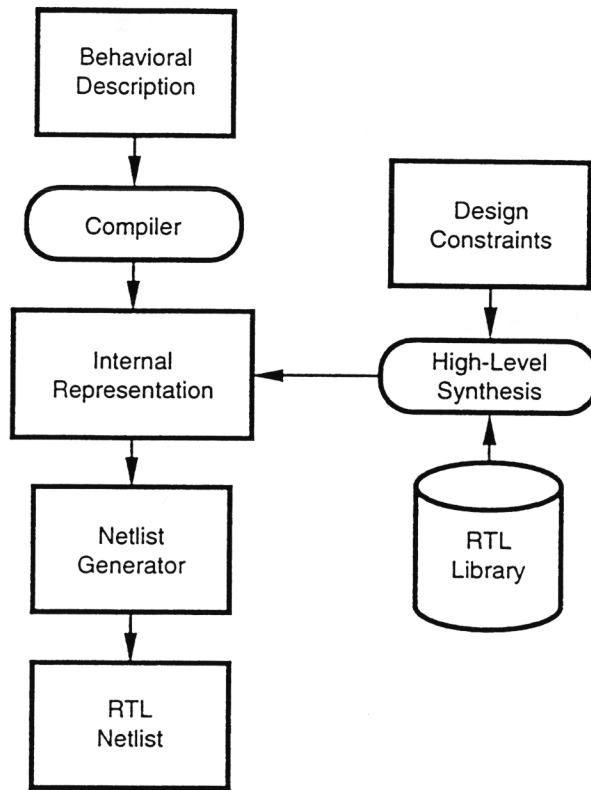 Behavioral
Description
Compiler
Design
Constraints
Internal
Representation
High-Level
Synthesis
Netlist
Generator
RTL
Library
RTL
Netlist